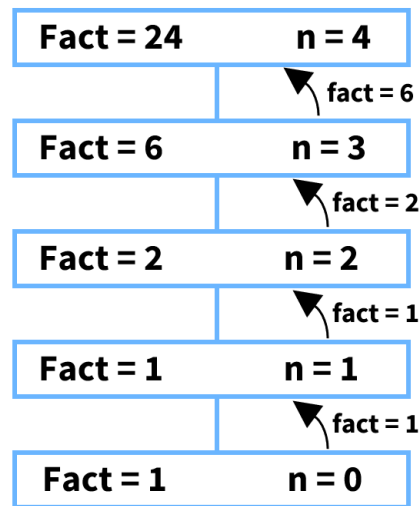 Fact = 24 n = 4
fact = 6
Fact = 6 n = 3
fact = 2
Fact = 2 n = 2
fact = 1
Fact = 1 n = 1
fact = 1
Fact = 1 n = 0